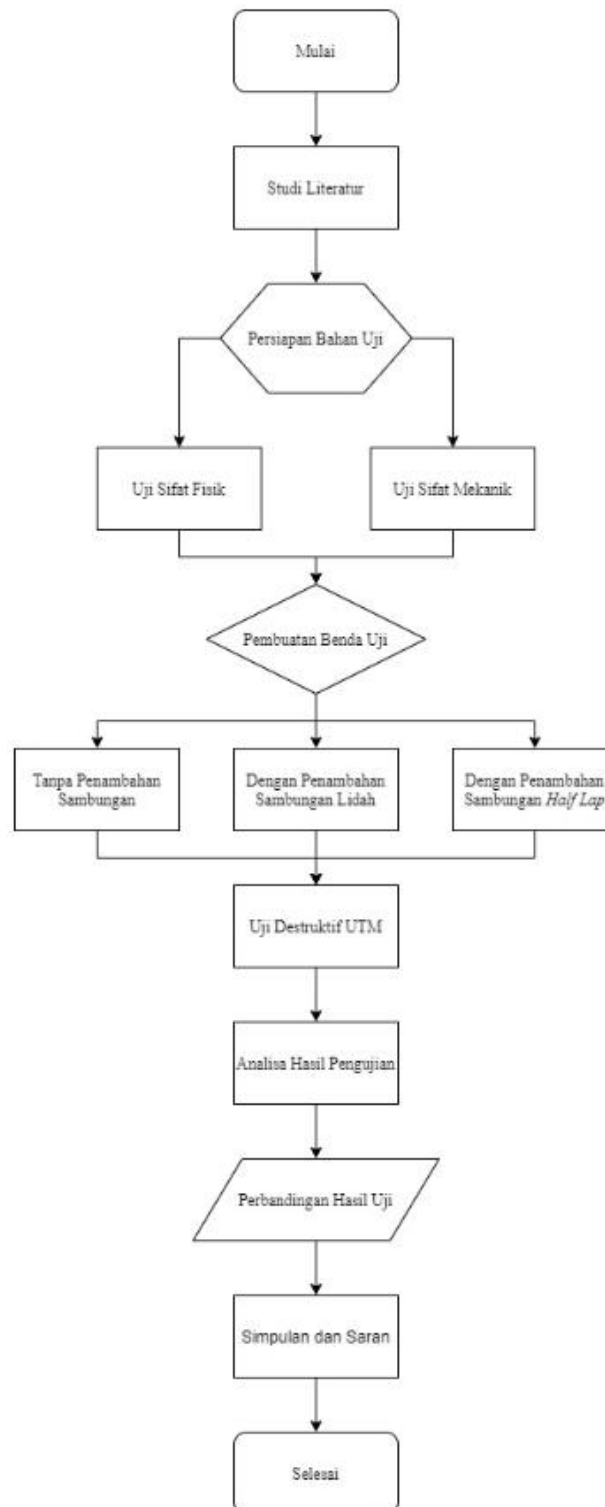 Mulai
Studi Literatur
Persiapan Bahan Uji
Uji Sifat Fisik
Uji Sifat Mekanik
Pembuatan Benda Uji
Tanpa Penambahan
Sambungan
Dengan Penambahan
Sambungan Lidah
Dengan Penambahan
Sambungan Half Lap
Uji Destruktif UTM
Analisa Hasil Pengujian
Perbandingan Hasil Uji
Simpulan dan Saran
Selesai